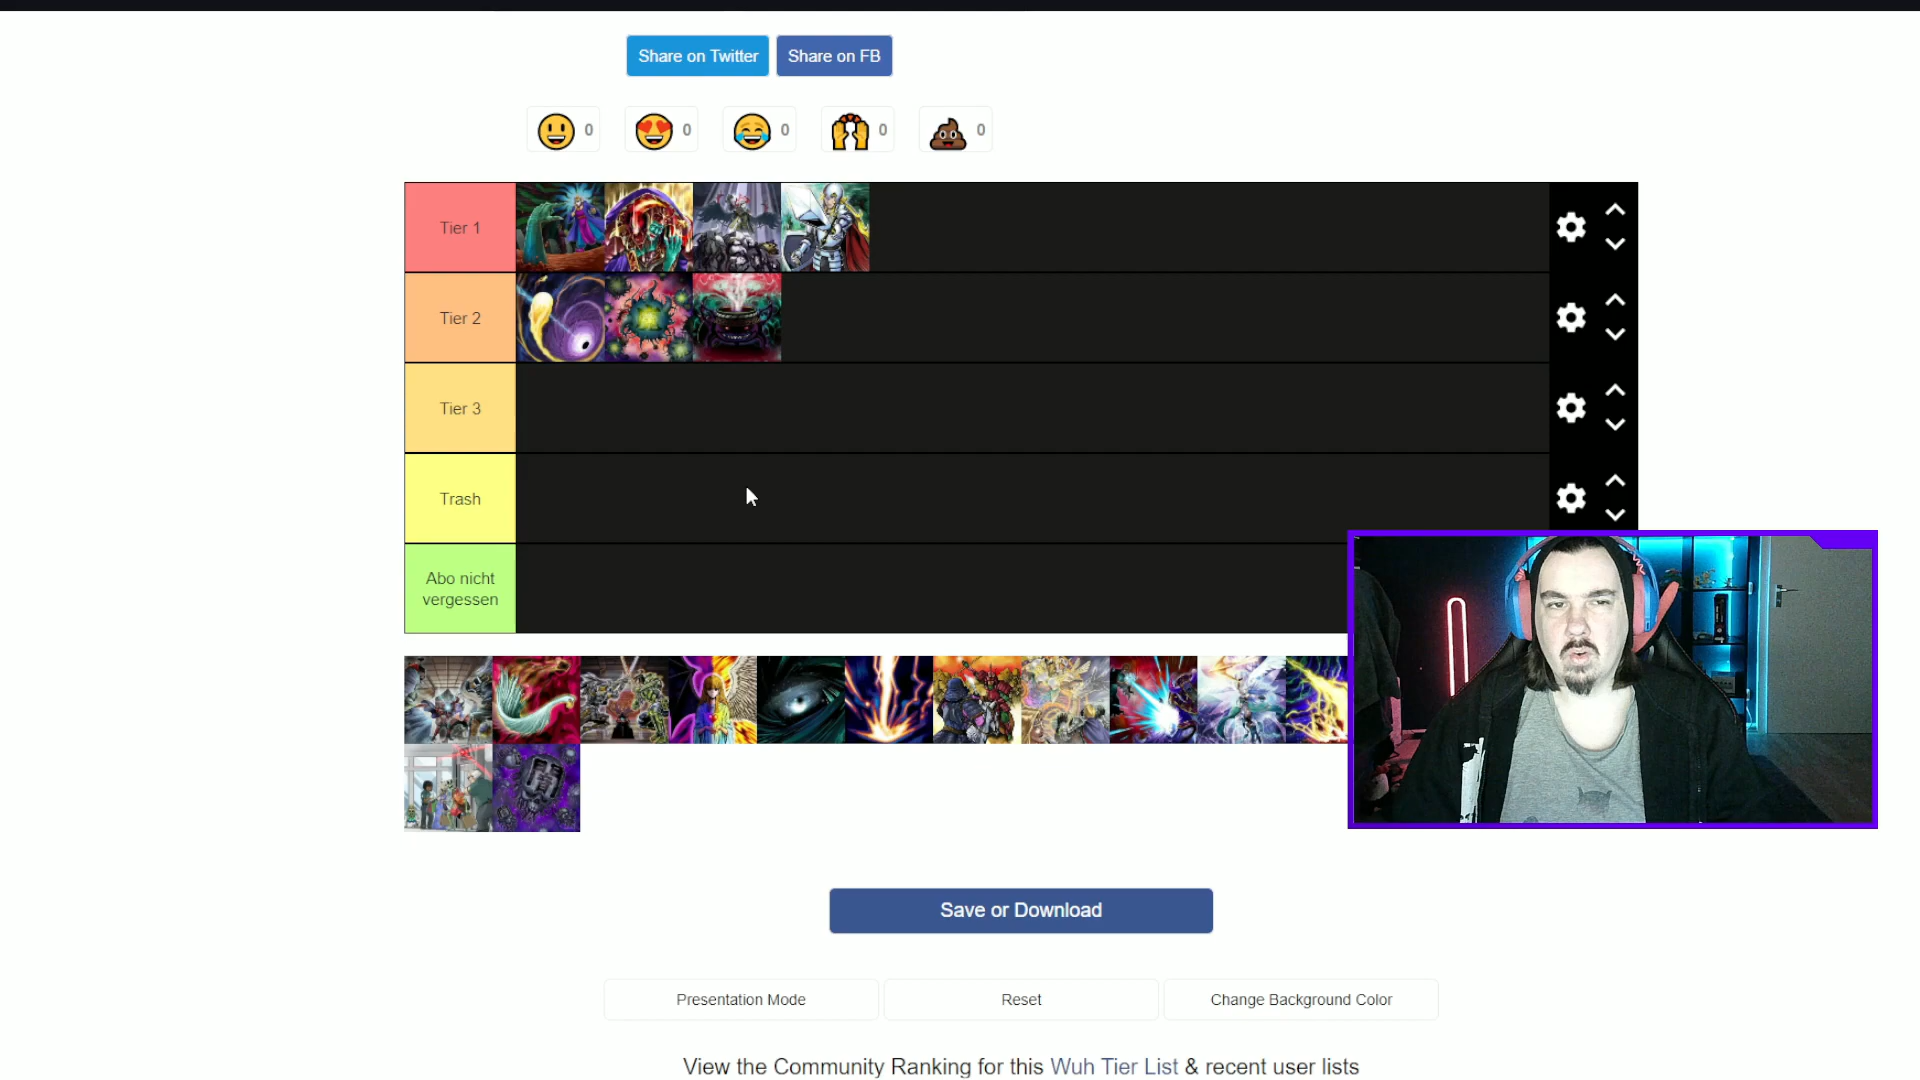 Share on Twitter
Share on FB
0
0
0
0
0
Tier 1
Tier 2
Tier 3
Trash
Abo nicht
vergessen
Save or Download
Presentation Mode
Reset
Change Background Color
View the Community Ranking for this Wuh Tier List & recent user lists